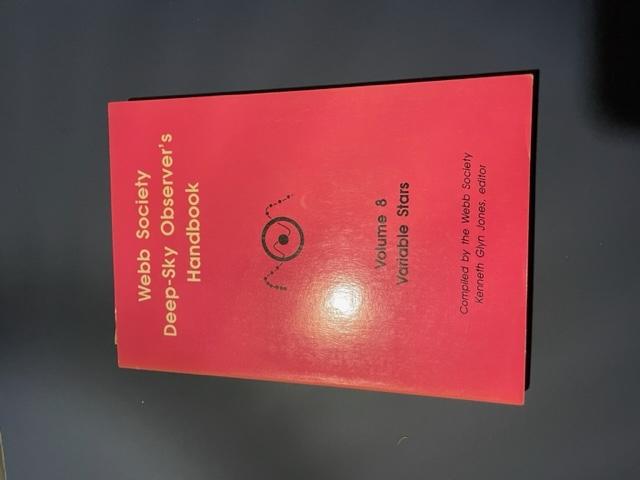 Webb Society
Deep-Sky Observer's
Handbook
Volume 8
Variable Stars
Compiled by the Webb Society
Kenneth Glyn Jones, editor